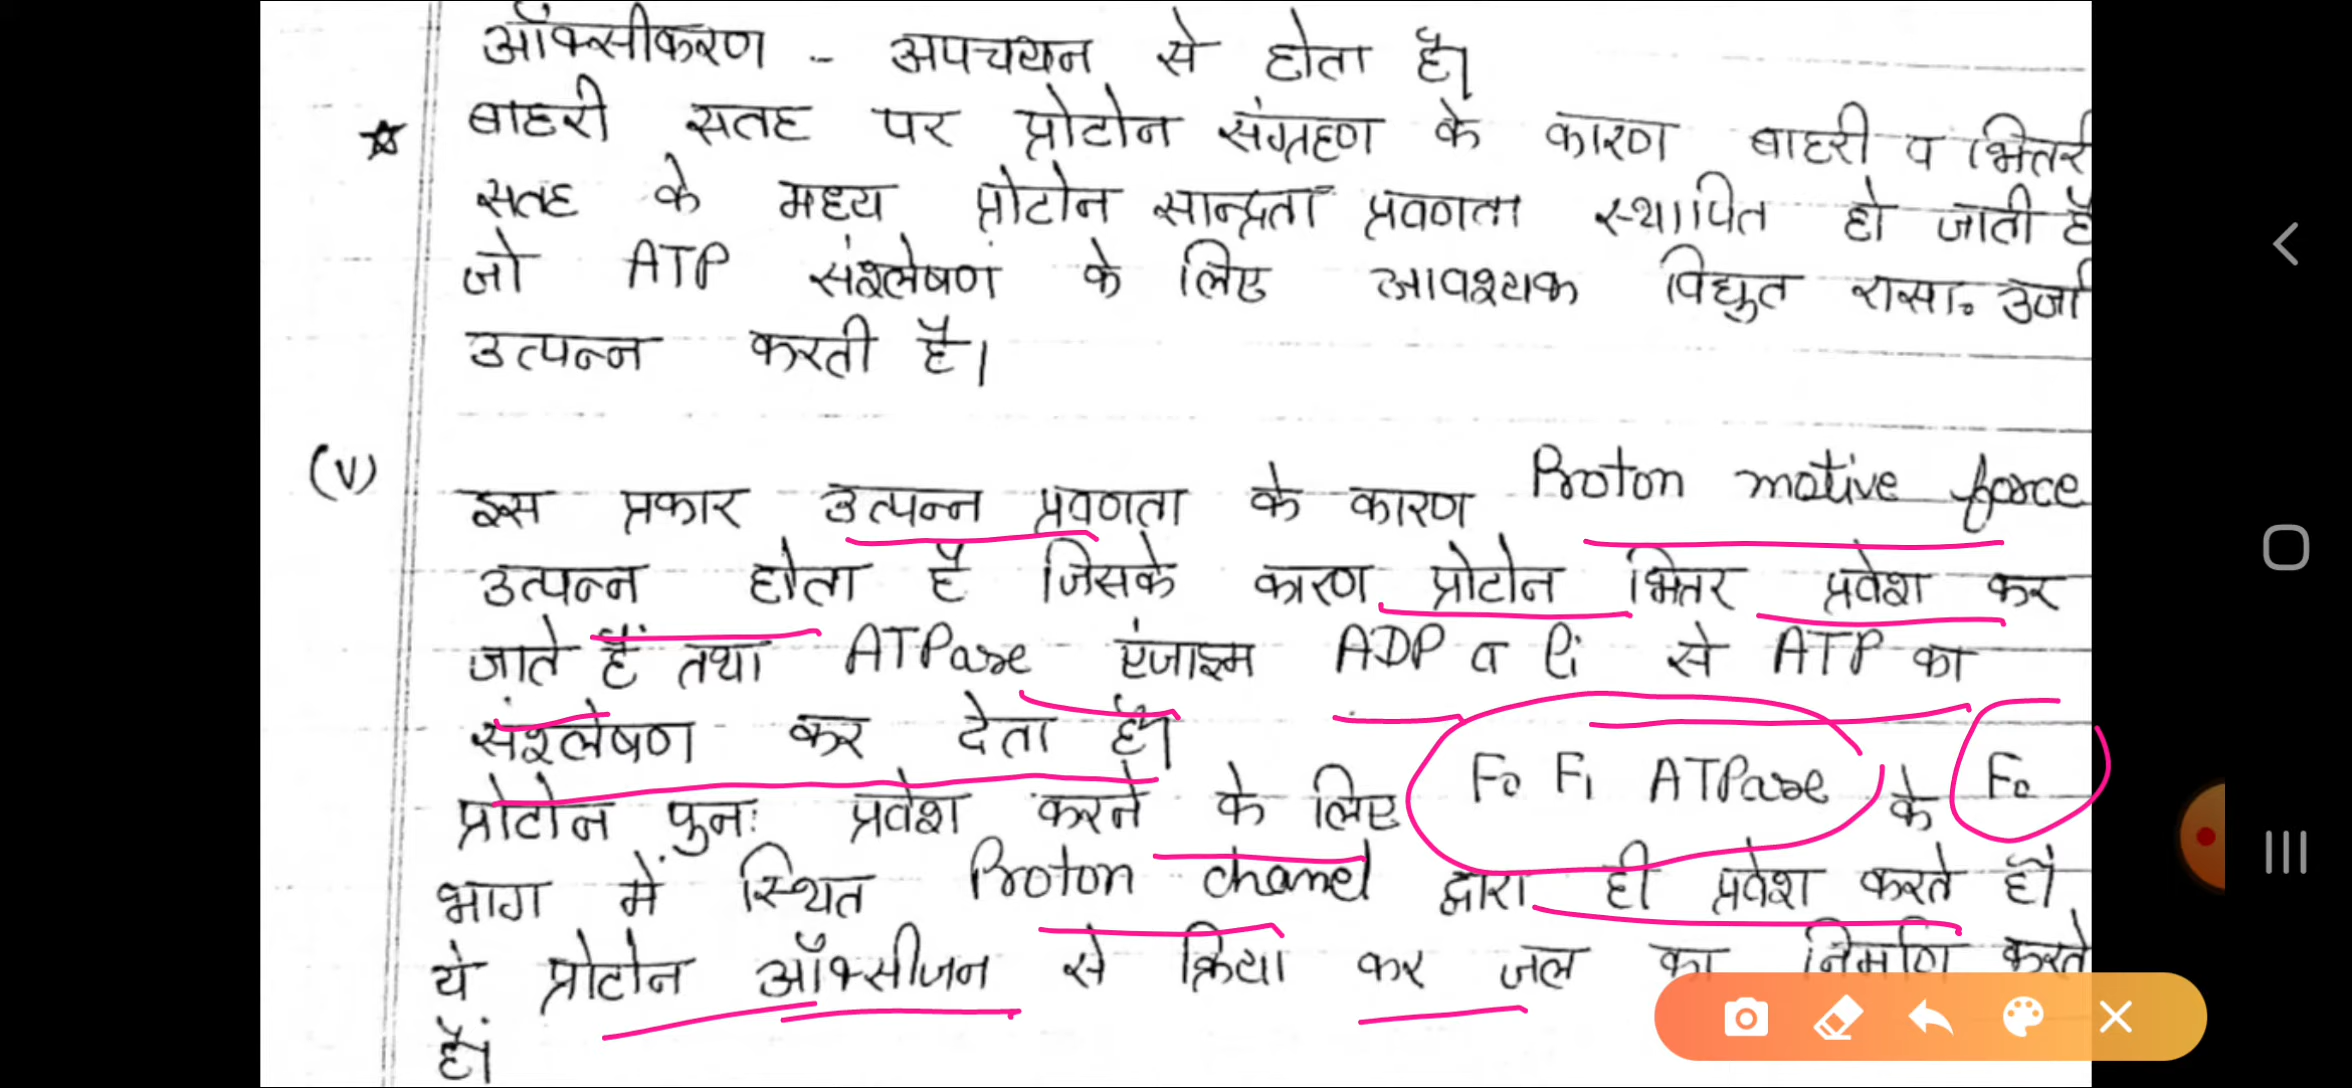 ऑक्सीकरण - अपचयन से होता है।
बाहरी सतह पर प्रोटोन संग्रहण के कारण बाहरी व भितरी
सतह के मध्य प्रोटोन सान्द्रता प्रवणता स्थापित हो जाती है
जो ATP संश्लेषण के लिए आवश्यक विद्युत रासा. उर्जा
उत्पन्न करती है।
(V) इस प्रकार उत्पन्न प्रवणता के कारण Proton motive force
उत्पन्न होता है जिसके कारण प्रोटोन भितर प्रवेश कर
जाते हैं तथा ATPase एंजाइम ADP व Pi से ATP का
संश्लेषण कर देता है।
प्रोटोन पुनः प्रवेश करने के लिए F₀ F₁ ATPase के F₀
भाग में स्थित Proton channel द्वारा ही प्रवेश करते हैं।
ये प्रोटोन ऑक्सीजन से क्रिया कर जल का निर्माण करते
हैं।